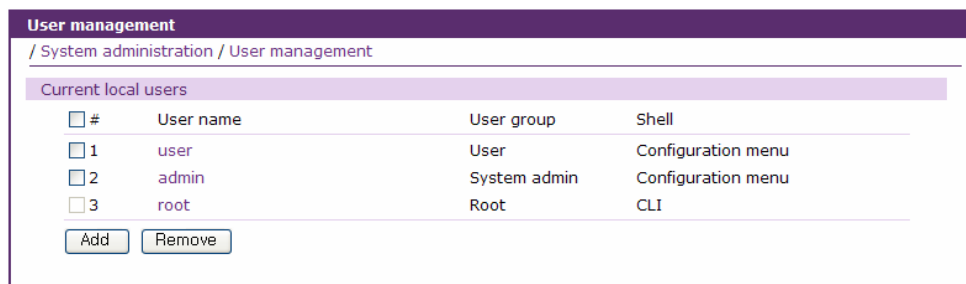 User management
/ System administration / User management
Current local users
# User name User group Shell
1 user User Configuration menu
2 admin System admin Configuration menu
3 root Root CLI
Add Remove